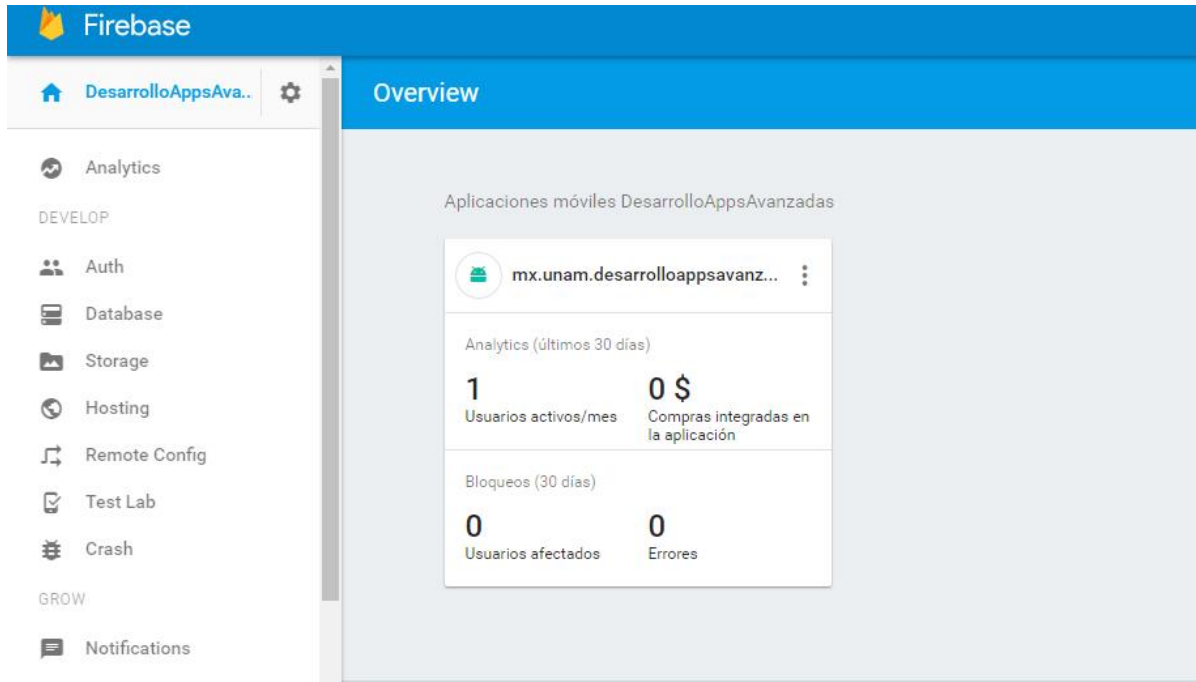 Firebase
DesarrolloAppsAva..
Overview
Analytics
DEVELOP
Auth
Database
Storage
Hosting
Remote Config
Test Lab
Crash
GROW
Notifications
Aplicaciones móviles DesarrolloAppsAvanzadas
mx.unam.desarrolloappsavanz...
Analytics (últimos 30 días)
1
Usuarios activos/mes
0 $
Compras integradas en
la aplicación
Bloqueos (30 días)
0
Usuarios afectados
0
Errores